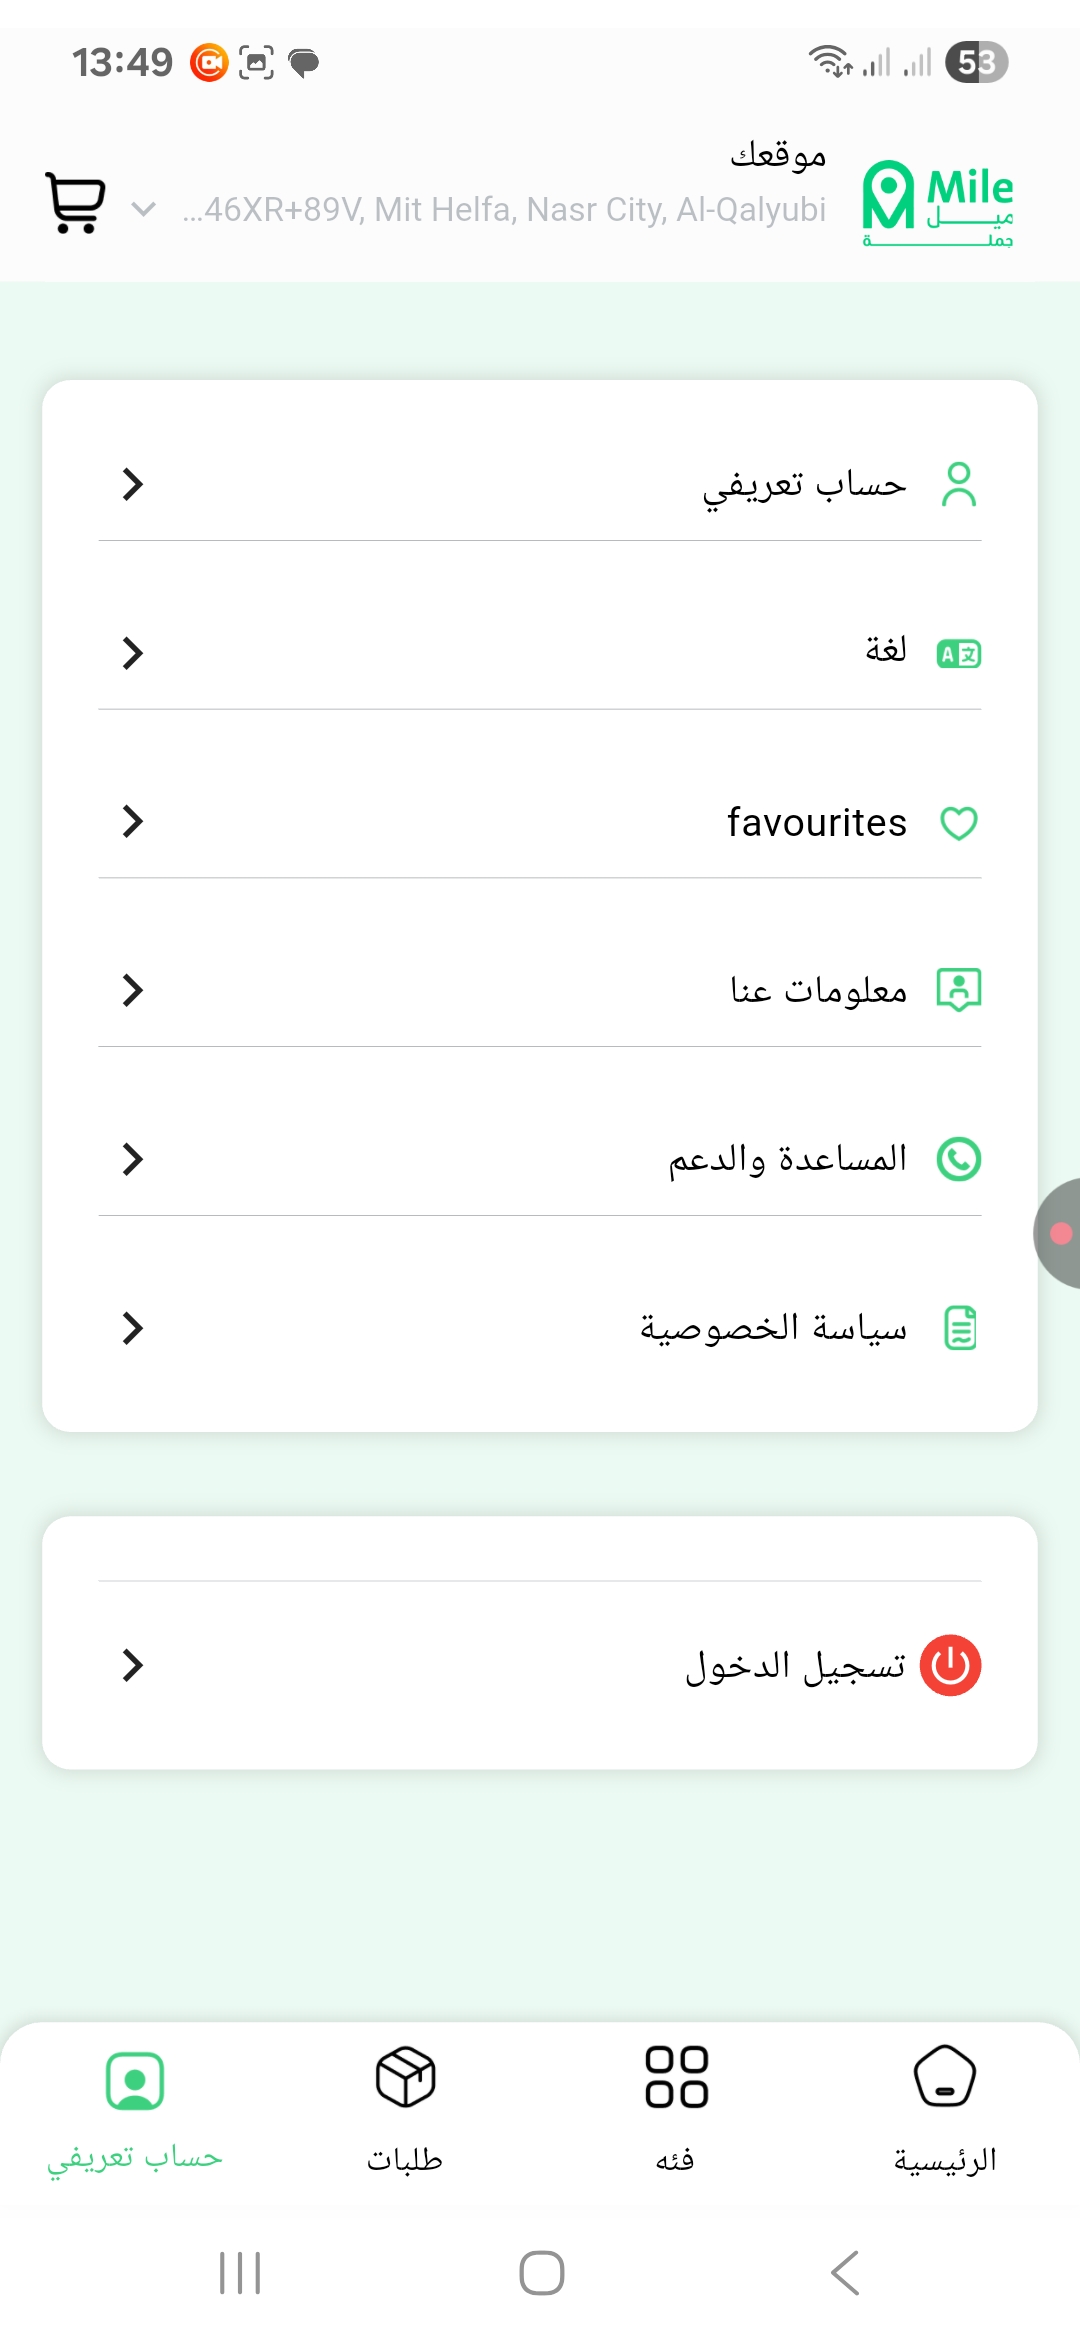 13:49
53
موقعك
46XR+89V, Mit Helfa, Nasr City, Al-Qalyubi...
Mile
ميل
جملة
حساب تعريفي
لغة
favourites
معلومات عنا
المساعدة والدعم
سياسة الخصوصية
تسجيل الدخول
الرئيسية
فئه
طلبات
حساب تعريفي